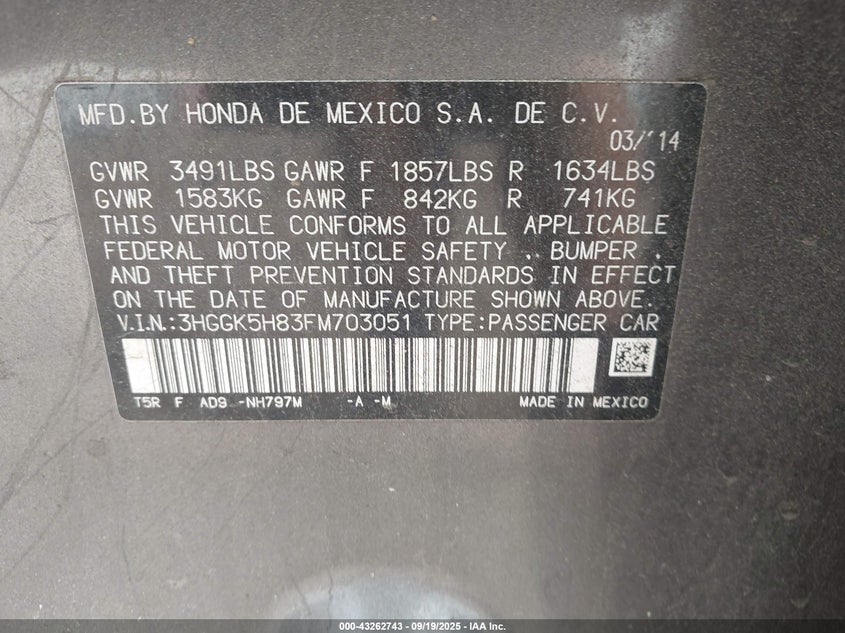 MFD.BY HONDA DE MEXICO S.A. DE C.V.
03/'14
GVWR 3491LBS GAWR F 1857LBS R 1634LBS
GVWR 1583KG GAWR F 842KG R 741KG
THIS VEHICLE CONFORMS TO ALL APPLICABLE
FEDERAL MOTOR VEHICLE SAFETY , BUMPER ,
AND THEFT PREVENTION STANDARDS IN EFFECT
ON THE DATE OF MANUFACTURE SHOWN ABOVE.
V.I.N.:3HGGK5H83FM703051 TYPE:PASSENGER CAR
T5R F AD9 -NH797M -A -M MADE IN MEXICO
000-43262743 - 09/19/2025 - IAA Inc.